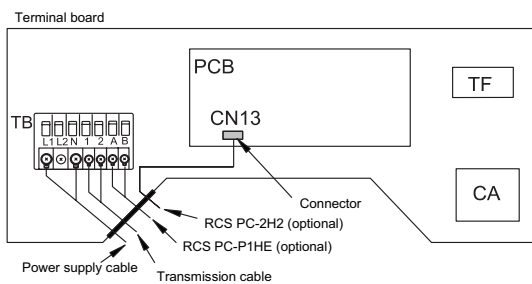 Terminal board
PCB
TF
TB
CN13
L1 L2 N 1 2 A B
CA
Connector
RCS PC-2H2 (optional)
RCS PC-P1HE (optional)
Power supply cable
Transmission cable